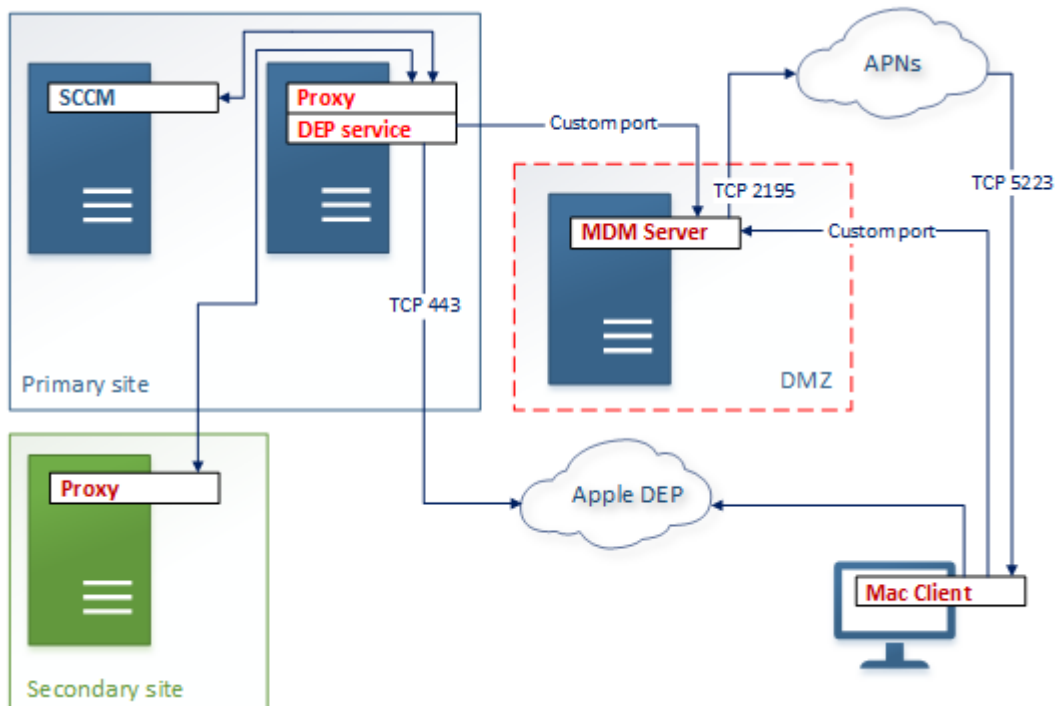 APNs
SCCM
Proxy
DEP service
Custom port
TCP 2195
TCP 5223
MDM Server
Custom port
TCP 443
Primary site
DMZ
Proxy
Apple DEP
Mac Client
Secondary site